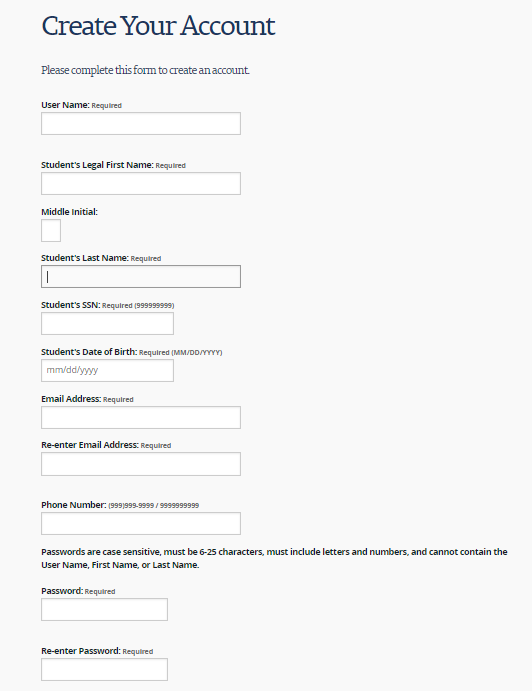 Create Your Account
Please complete this form to create an account.
User Name: Required
Student's Legal First Name: Required
Middle Initial:
Student's Last Name: Required
Student's SSN: Required (999999999)
Student's Date of Birth: Required (MM/DD/YYYY)
mm/dd/yyyy
Email Address: Required
Re-enter Email Address: Required
Phone Number: (999)999-9999 / 9999999999
Passwords are case sensitive, must be 6-25 characters, must include letters and numbers, and cannot contain the
User Name, First Name, or Last Name.
Password: Required
Re-enter Password: Required